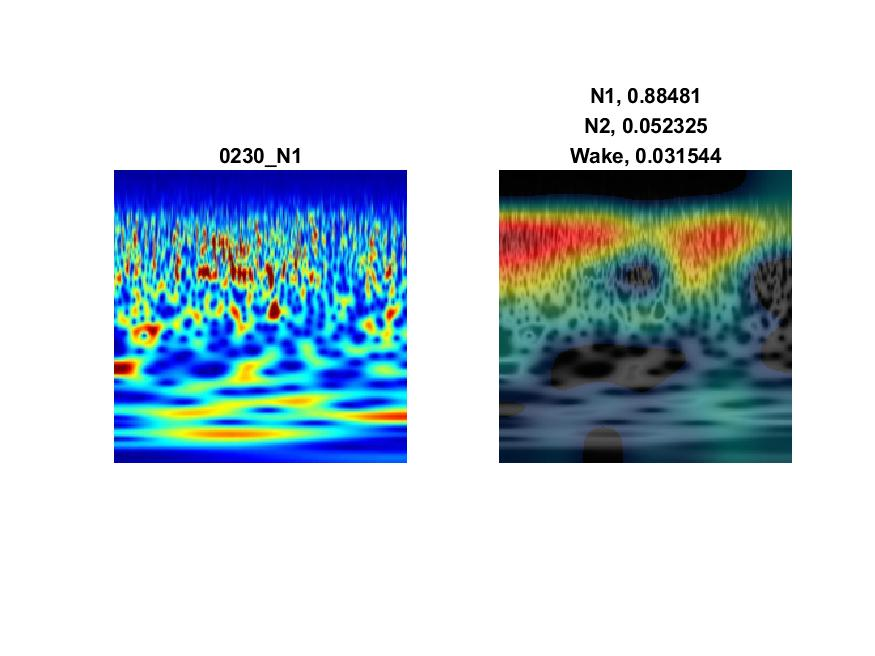 0230_N1
N1, 0.88481
N2, 0.052325
Wake, 0.031544